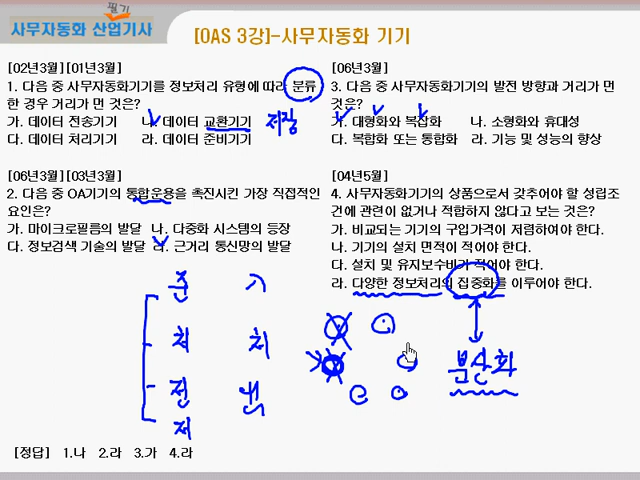 필기
사무자동화 산업기사
[OAS 3강]-사무자동화 기기
[02년3월][01년3월]
1. 다음 중 사무자동화기기를 정보처리 유형에 따라 분류
한 경우 거리가 먼 것은?
가. 데이터 전송기기 나. 데이터 교환기기
저장
다. 데이터 처리기기 라. 데이터 준비기기
[06년3월][03년3월]
2. 다음 중 OA기기의 통합운용을 촉진시킨 가장 직접적인
요인은?
가. 마이크로필름의 발달 나. 다중화 시스템의 등장
다. 정보검색 기술의 발달 라. 근거리 통신망의 발달
[06년3월]
3. 다음 중 사무자동화기기의 발전 방향과 거리가 먼
것은?
가. 대형화와 복잡화 나. 소형화와 휴대성
다. 복합화 또는 통합화 라. 기능 및 성능의 향상
[04년5월]
4. 사무자동화기기의 상품으로서 갖추어야 할 성립조
건에 관련이 없거나 적합하지 않다고 보는 것은?
가. 비교되는 기기의 구입가격이 저렴하여야 한다.
나. 기기의 설치 면적이 적어야 한다.
다. 설치 및 유지보수비가 적어야 한다.
라. 다양한 정보처리의 집중화를 이루어야 한다.
준
처 치
전
저
분산화
[정답] 1.나 2.라 3.가 4.라